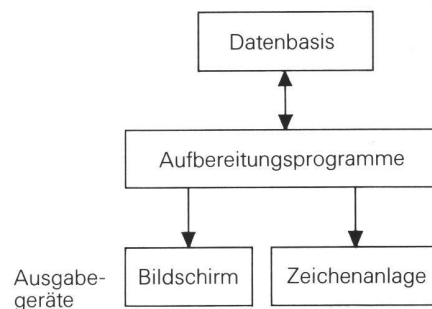 Datenbasis
Aufbereitungsprogramme
Ausgabe-
geräte
Bildschirm
Zeichenanlage